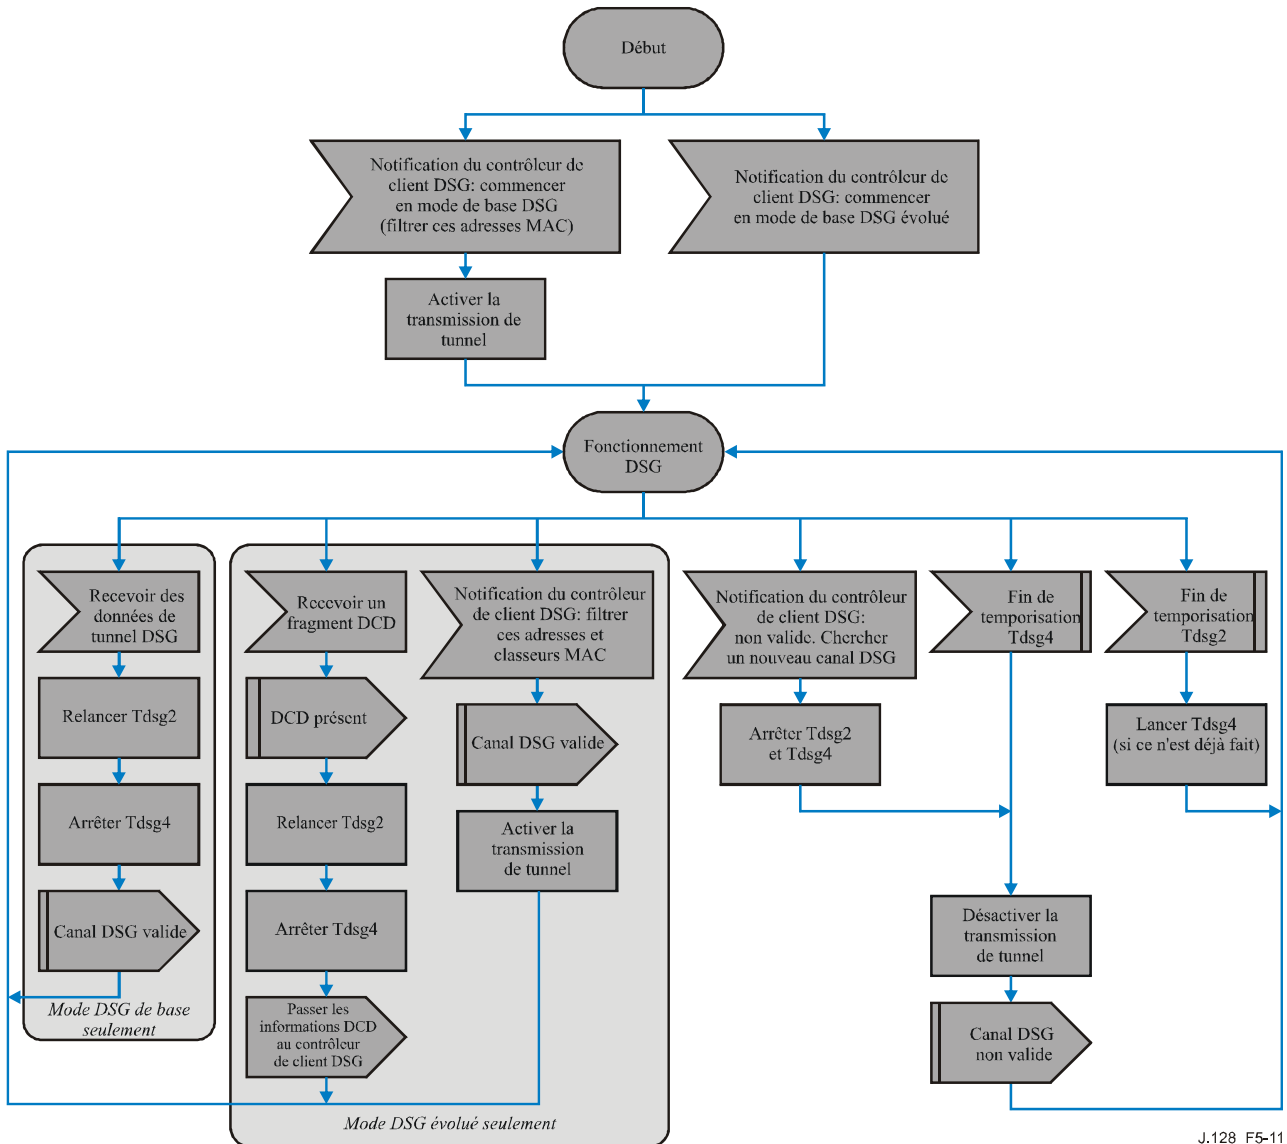 Début
Notification du contrôleur de
client DSG: commencer
en mode de base DSG
(filtrer ces adresses MAC)
Notification du contrôleur de
client DSG: commencer
en mode de base DSG évolué
Activer la
transmission de
tunnel
Fonctionnement
DSG
Recevoir des
données de
tunnel DSG
Relancer Tdsg2
Arrêter Tdsg4
Canal DSG valide
Mode DSG de base
seulement
Recevoir un
fragment DCD
DCD présent
Relancer Tdsg2
Arrêter Tdsg4
Passer les
informations DCD
au contrôleur
de client DSG
Notification du contrôleur
de client DSG: filtrer
ces adresses et
classeurs MAC
Canal DSG valide
Activer la
transmission
de tunnel
Mode DSG évolué seulement
Notification du contrôleur
de client DSG:
non valide. Chercher
un nouveau canal DSG
Arrêter Tdsg2
et Tdsg4
Fin de
temporisation
Tdsg4
Désactiver la
transmission
de tunnel
Canal DSG
non valide
Fin de
temporisation
Tdsg2
Lancer Tdsg4
(si ce n'est déjà fait)
J.128_F5-11